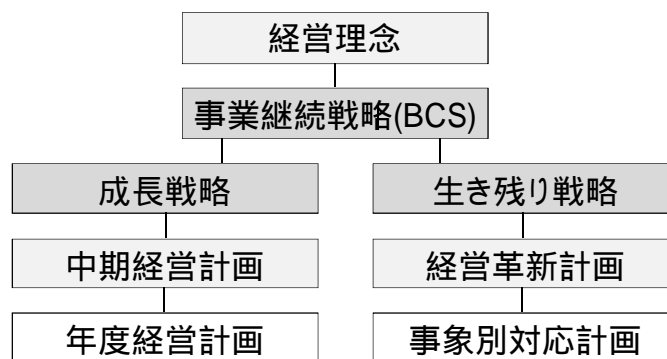 経営理念
事業継続戦略(BCS)
成長戦略
生き残り戦略
中期経営計画
経営革新計画
年度経営計画
事象別対応計画